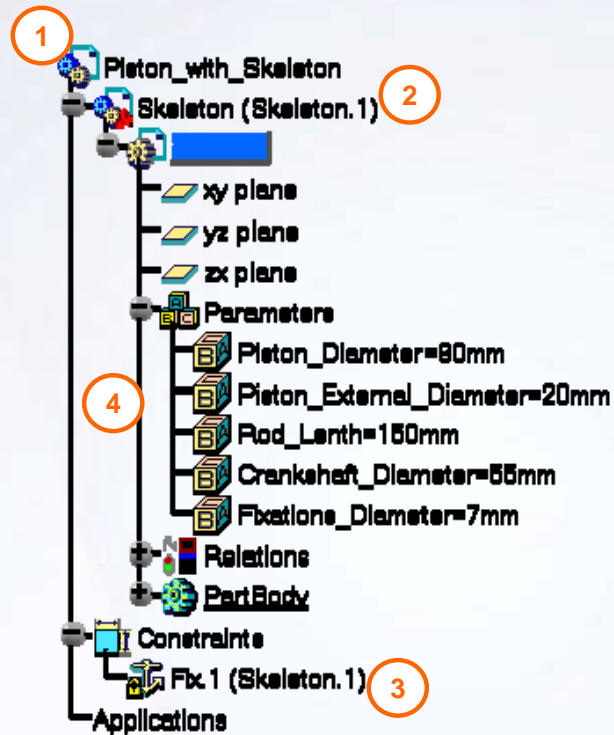 1
Piston_with_Skeleton
Skeleton (Skeleton.1) 2
xy plane
yz plane
zx plane
Parameters
Piston_Diameter=80mm
4 Piston_External_Diameter=20mm
Rod_Lenth=150mm
Crankshaft_Diameter=55mm
Fixations_Diameter=7mm
Relations
PartBody
Constraints
Fix.1 (Skeleton.1) 3
Applications